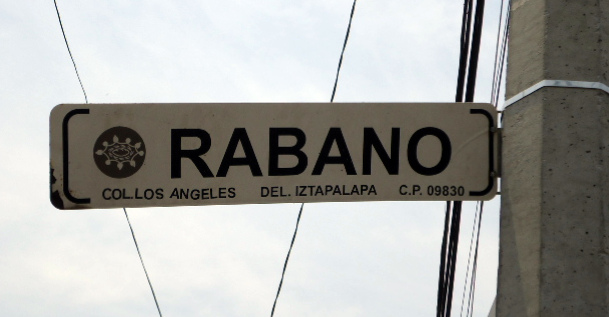 RABANO
COL.LOS ANGELES DEL. IZTAPALAPA C.P. 09830